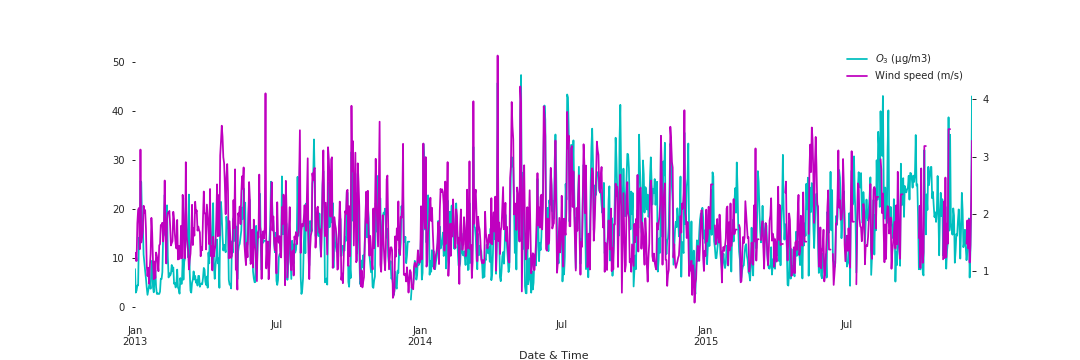 50
40
30
20
10
0
O₃ (µg/m3)
Wind speed (m/s)
4
3
2
1
Jan
2013
Jul
Jan
2014
Jul
Jan
2015
Jul
Date & Time